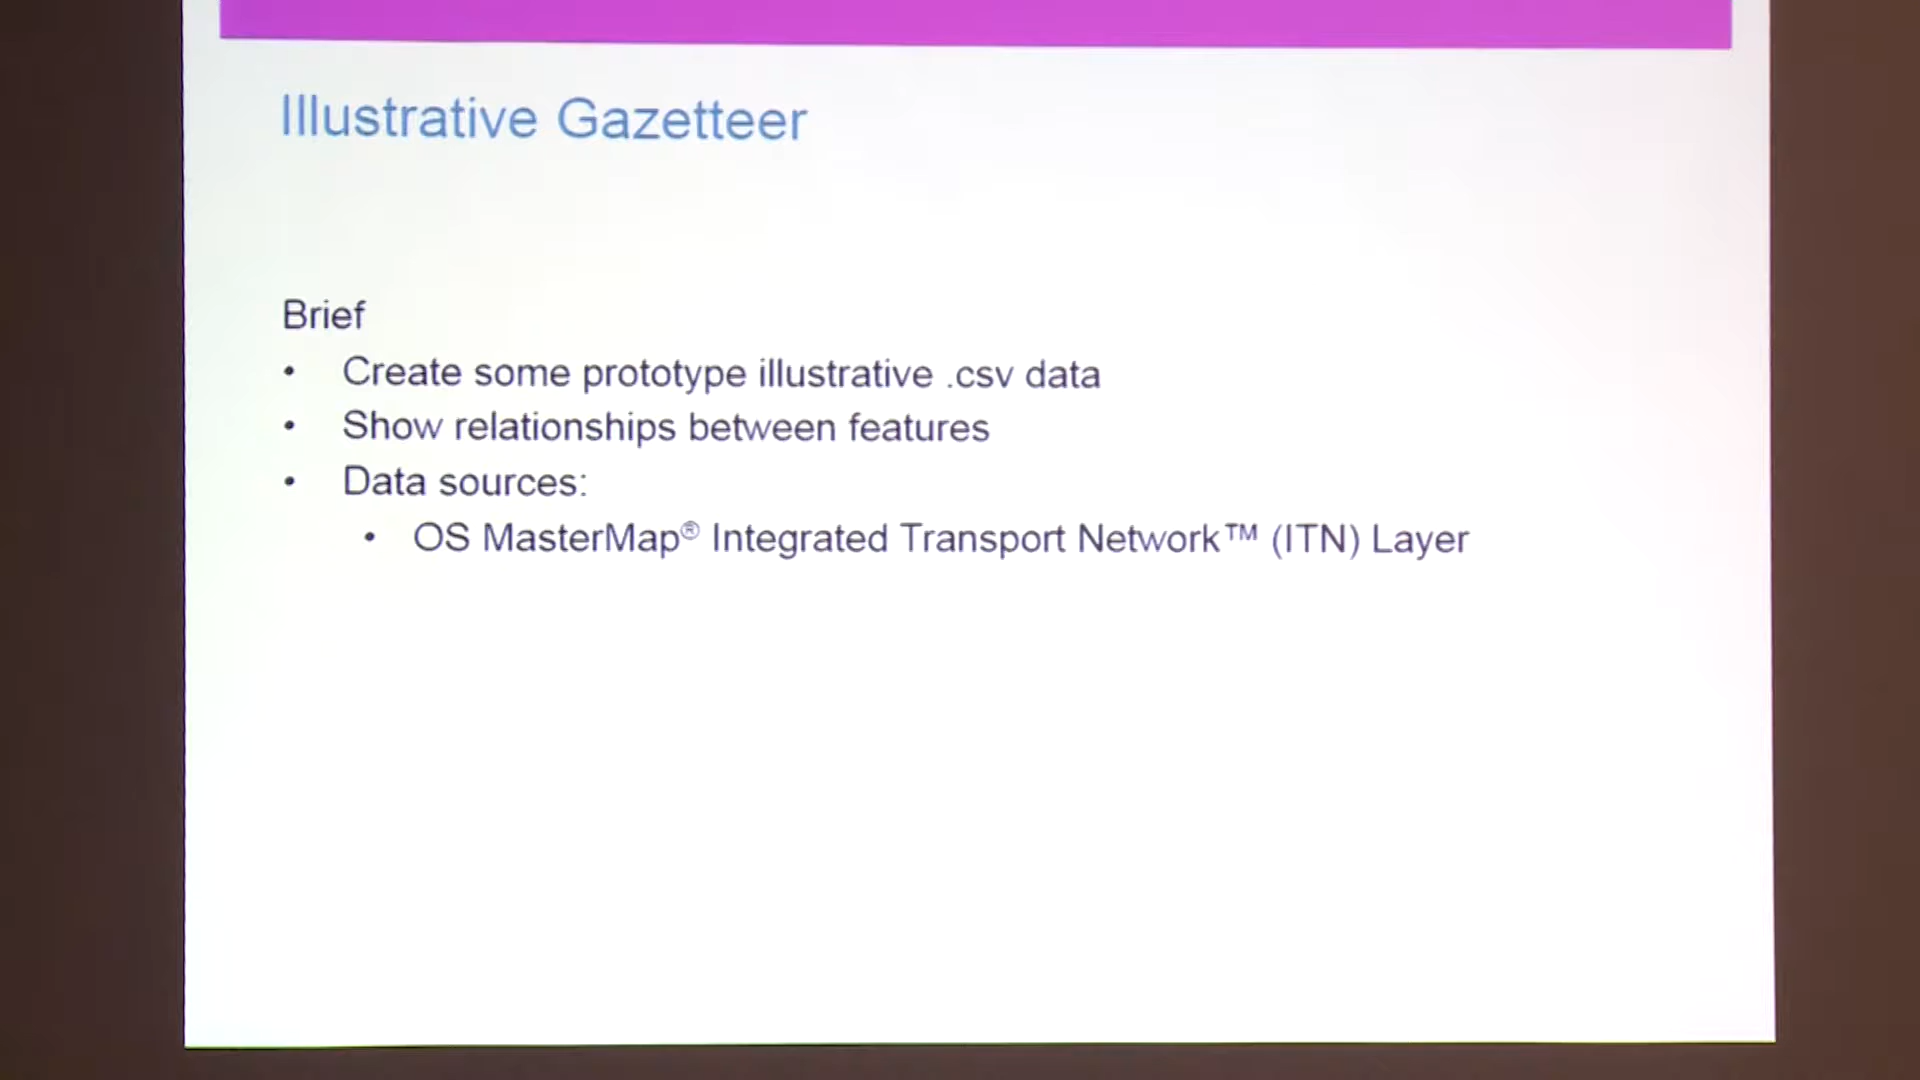 Illustrative Gazetteer
Brief
• Create some prototype illustrative .csv data
• Show relationships between features
• Data sources:
• OS MasterMap® Integrated Transport Network™ (ITN) Layer